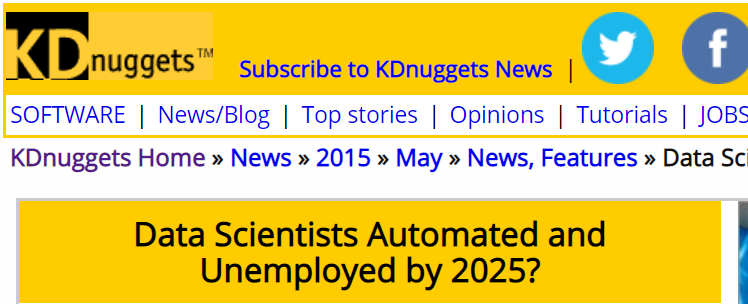 KDnuggets™
Subscribe to KDnuggets News |
SOFTWARE | News/Blog | Top stories | Opinions | Tutorials | JOBS
KDnuggets Home » News » 2015 » May » News, Features » Data
Data Scientists Automated and
Unemployed by 2025?